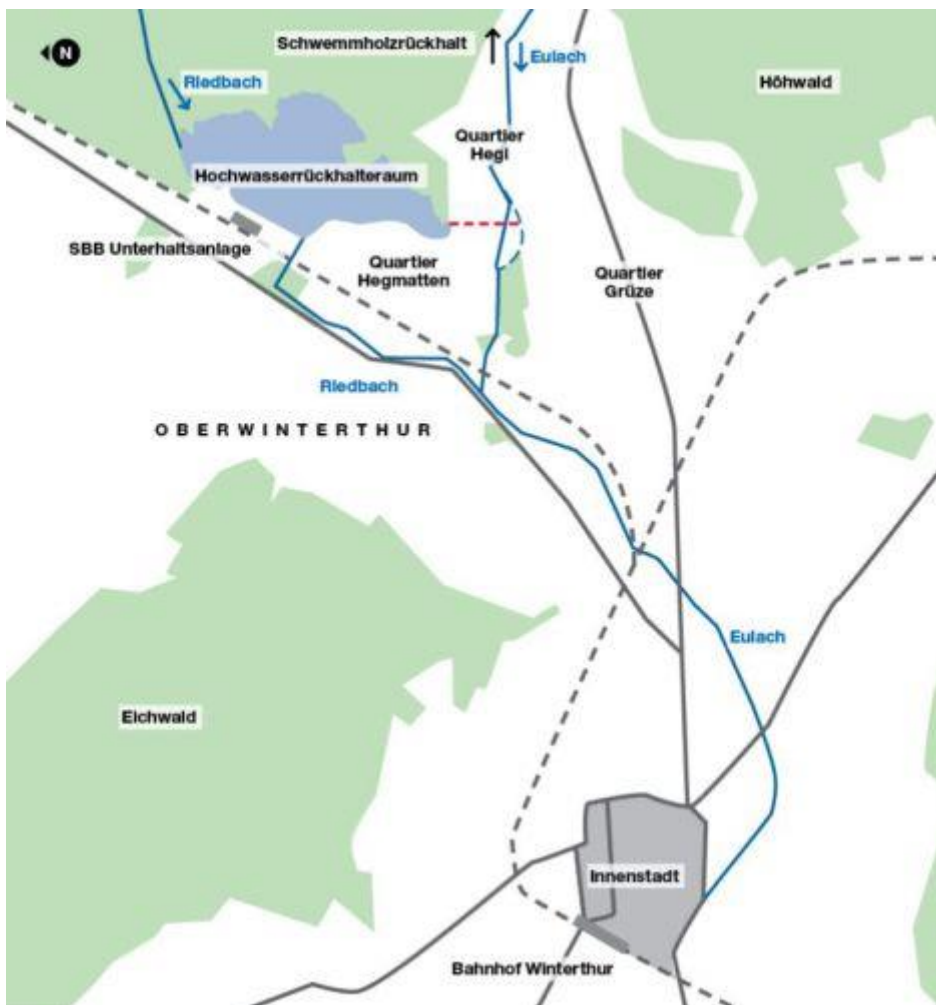 Schwemmholzrückhalt
Eulach
N
Riedbach
Höhwald
Quartier
Hegi
Hochwasserrückhalteraum
SBB Unterhaltsanlage
Quartier
Hegmatten
Quartier
Grüze
Riedbach
OBERWINTERTHUR
Eulach
Eichwald
Innenstadt
Bahnhof Winterthur